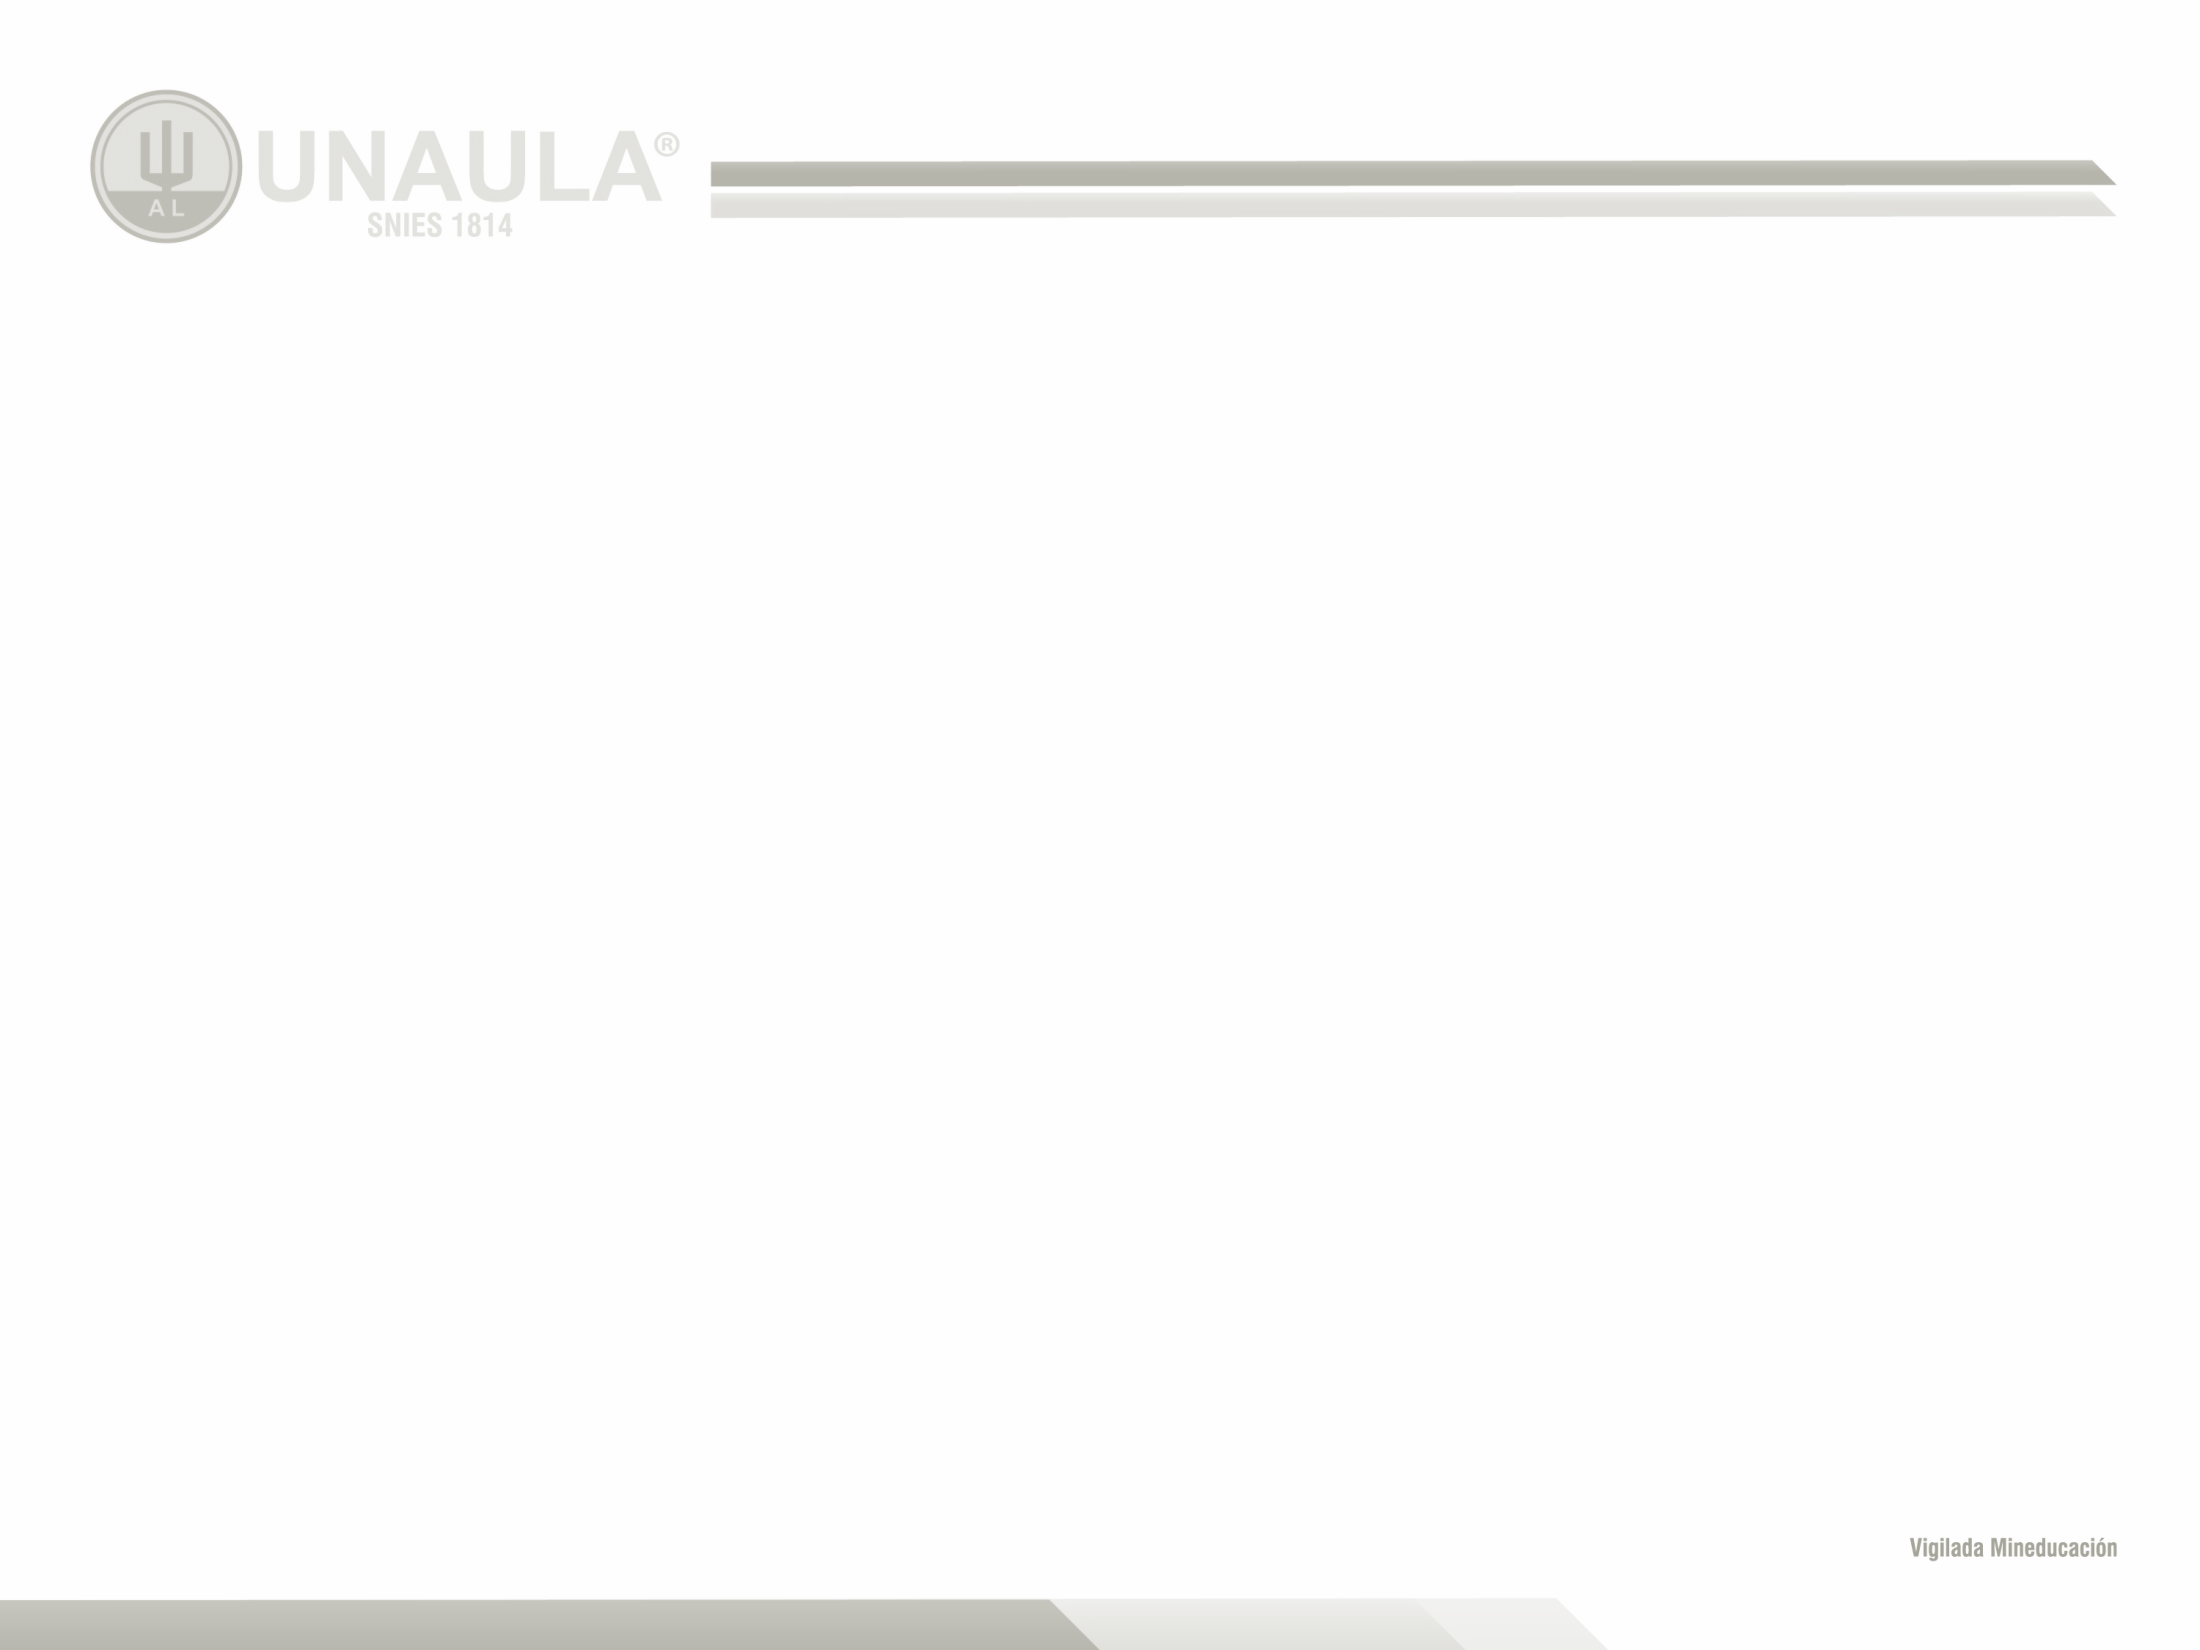 UNAULA®
SNIES 1814
AL
Vigilada Mineducación